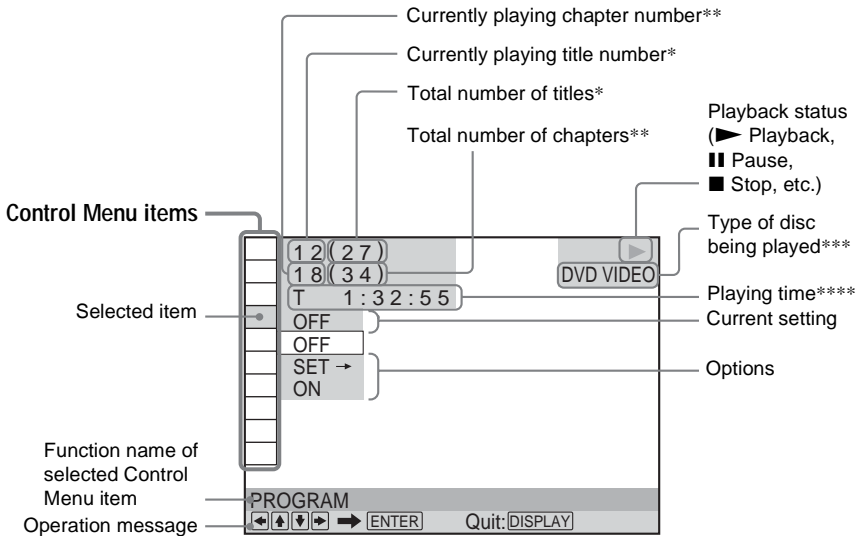 Currently playing chapter number**
Currently playing title number*
Total number of titles*
Total number of chapters**
Playback status
(► Playback,
❚❚ Pause,
■ Stop, etc.)
Type of disc
being played***
Playing time****
Current setting
Options
Control Menu items
Selected item
Function name of
selected Control
Menu item
Operation message
12(27)
18(34)
T 1:32:55
OFF
OFF
SET →
ON
►
DVD VIDEO
PROGRAM
←↑↓→ ➡ ENTER Quit: DISPLAY